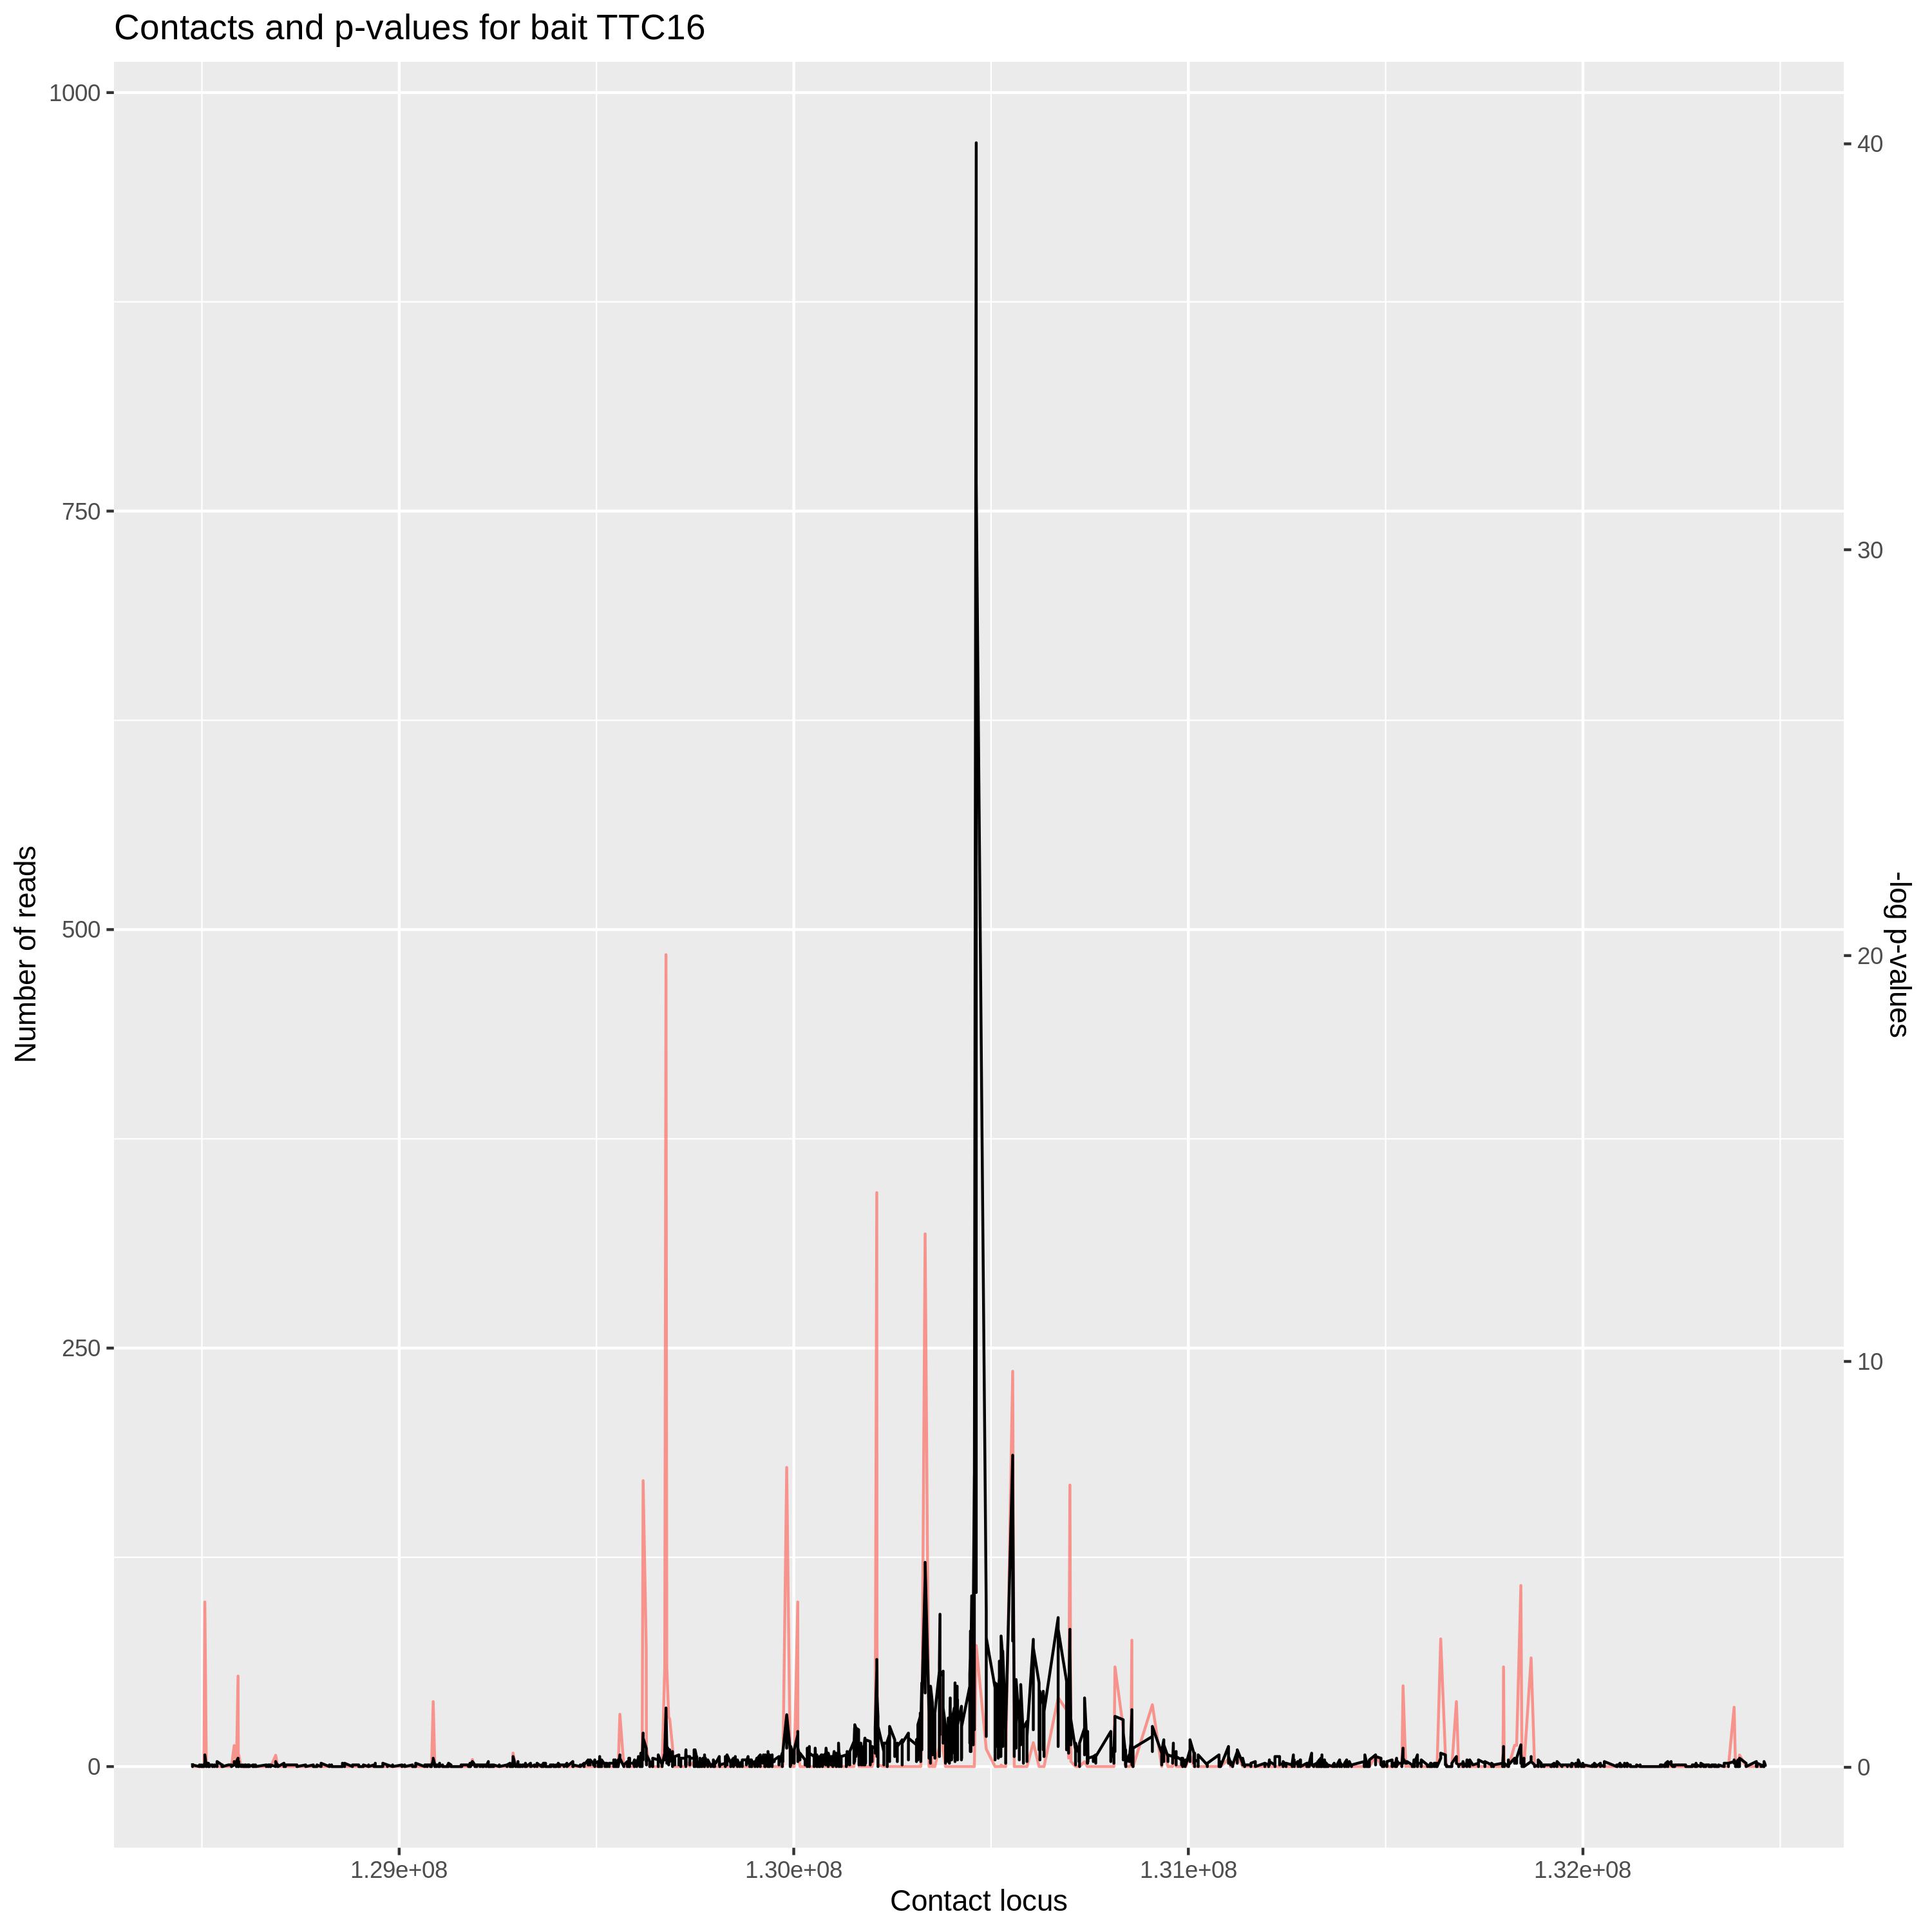 Contacts and p-values for bait TTC16
1000
750
500
250
0
Number of reads
40
30
20
10
0
-log p-values
1.29e+08 1.30e+08 1.31e+08 1.32e+08
Contact locus